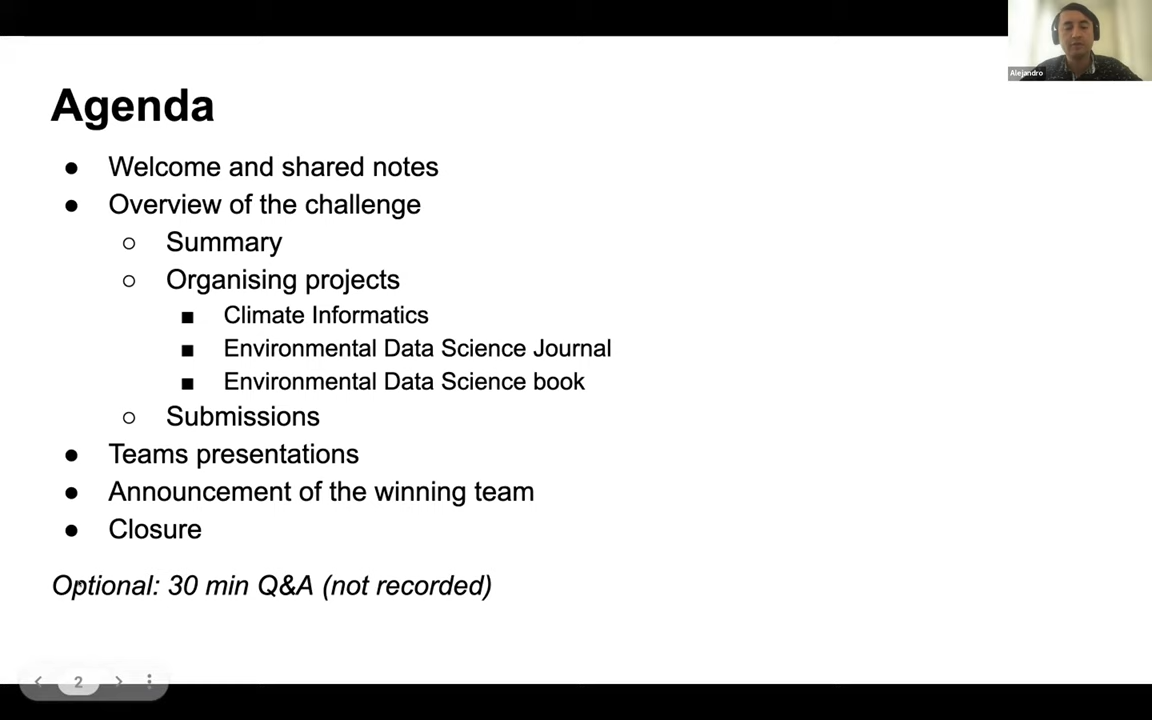 Alejandro
Agenda
● Welcome and shared notes
● Overview of the challenge
○ Summary
○ Organising projects
■ Climate Informatics
■ Environmental Data Science Journal
■ Environmental Data Science book
○ Submissions
● Teams presentations
● Announcement of the winning team
● Closure
Optional: 30 min Q&A (not recorded)
2